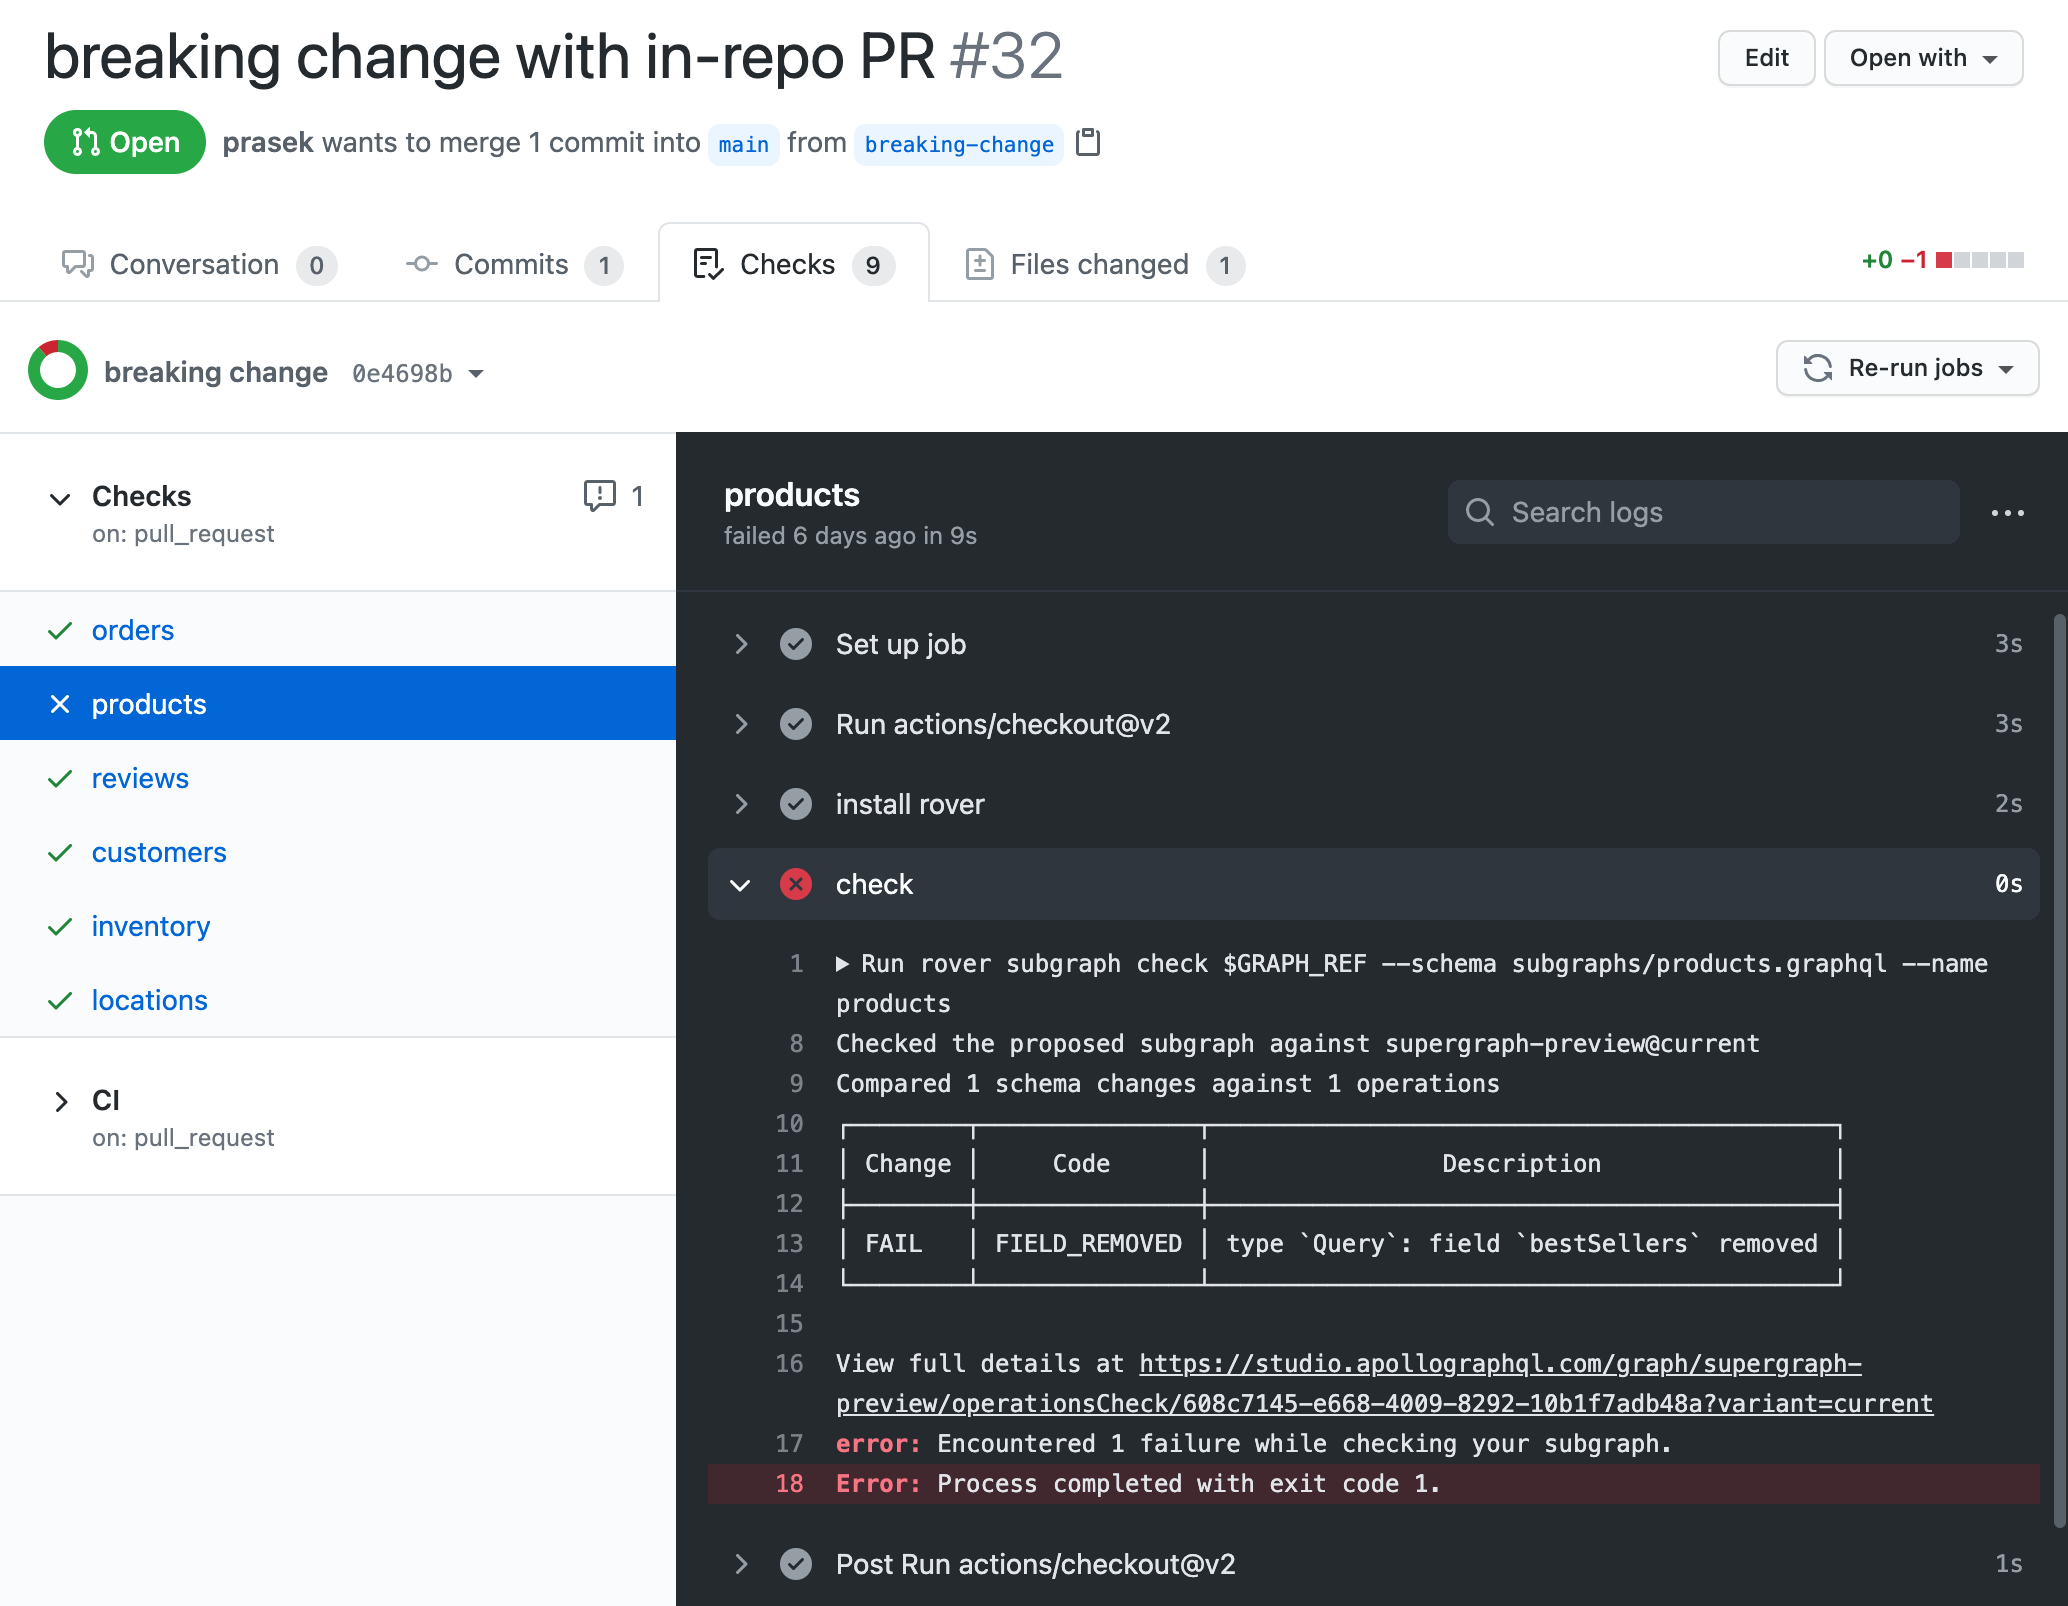 breaking change with in-repo PR #32
Edit
Open with
Open
prasek wants to merge 1 commit into main from breaking-change
Conversation 0
Commits 1
Checks 9
Files changed 1
+0 −1
breaking change 0e4698b
Re-run jobs
Checks 1
on: pull_request
orders
products
reviews
customers
inventory
locations
CI
on: pull_request
products
failed 6 days ago in 9s
Search logs
Set up job 3s
Run actions/checkout@v2 3s
install rover 2s
check 0s
1 Run rover subgraph check $GRAPH_REF --schema subgraphs/products.graphql --name
products
8 Checked the proposed subgraph against supergraph-preview@current
9 Compared 1 schema changes against 1 operations
10
11 Change Code Description
12
13 FAIL FIELD_REMOVED type `Query`: field `bestSellers` removed
14
15
16 View full details at https://studio.apollographql.com/graph/supergraph-
preview/operationsCheck/608c7145-e668-4009-8292-10b1f7adb48a?variant=current
17 error: Encountered 1 failure while checking your subgraph.
18 Error: Process completed with exit code 1.
Post Run actions/checkout@v2 1s